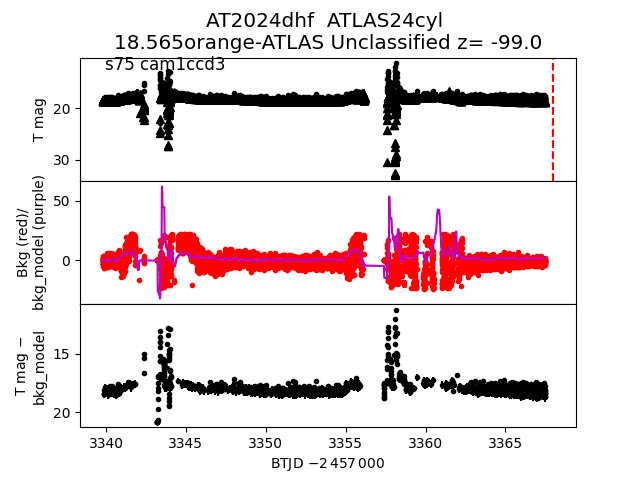 AT2024dhf  ATLAS24cyl
18.565orange-ATLAS Unclassified z= -99.0
s75 cam1ccd3
T mag
20
30
Bkg (red)/
bkg_model (purple)
50
0
T mag −
bkg_model
15
20
3340 3345 3350 3355 3360 3365
BTJD −2 457 000